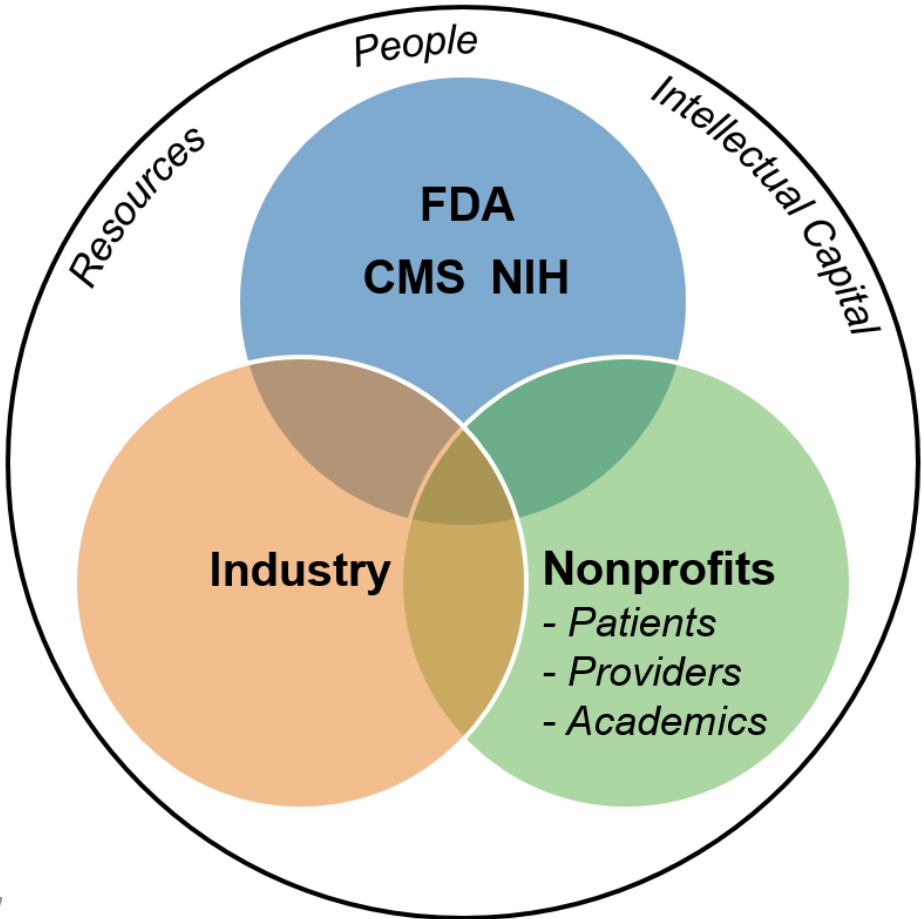 People
Resources
Intellectual Capital
FDA
CMS NIH
Industry
Nonprofits
- Patients
- Providers
- Academics